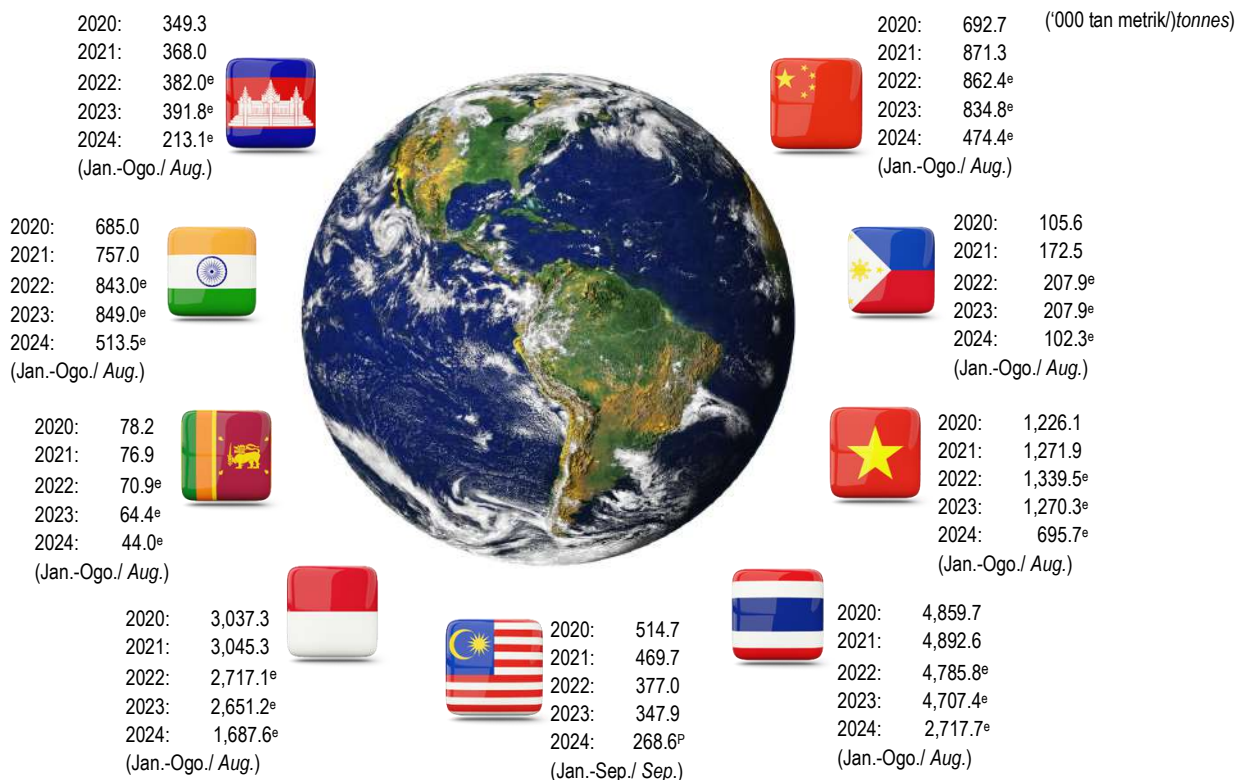 ('000 tan metrik/)tonnes)
2020: 349.3
2021: 368.0
2022: 382.0ᵉ
2023: 391.8ᵉ
2024: 213.1ᵉ
(Jan.-Ogo./ Aug.)
2020: 692.7
2021: 871.3
2022: 862.4ᵉ
2023: 834.8ᵉ
2024: 474.4ᵉ
(Jan.-Ogo./ Aug.)
2020: 685.0
2021: 757.0
2022: 843.0ᵉ
2023: 849.0ᵉ
2024: 513.5ᵉ
(Jan.-Ogo./ Aug.)
2020: 105.6
2021: 172.5
2022: 207.9ᵉ
2023: 207.9ᵉ
2024: 102.3ᵉ
(Jan.-Ogo./ Aug.)
2020: 78.2
2021: 76.9
2022: 70.9ᵉ
2023: 64.4ᵉ
2024: 44.0ᵉ
(Jan.-Ogo./ Aug.)
2020: 1,226.1
2021: 1,271.9
2022: 1,339.5ᵉ
2023: 1,270.3ᵉ
2024: 695.7ᵉ
(Jan.-Ogo./ Aug.)
2020: 3,037.3
2021: 3,045.3
2022: 2,717.1ᵉ
2023: 2,651.2ᵉ
2024: 1,687.6ᵉ
(Jan.-Ogo./ Aug.)
2020: 514.7
2021: 469.7
2022: 377.0
2023: 347.9
2024: 268.6ᴾ
(Jan.-Sep./ Sep.)
2020: 4,859.7
2021: 4,892.6
2022: 4,785.8ᵉ
2023: 4,707.4ᵉ
2024: 2,717.7ᵉ
(Jan.-Ogo./ Aug.)